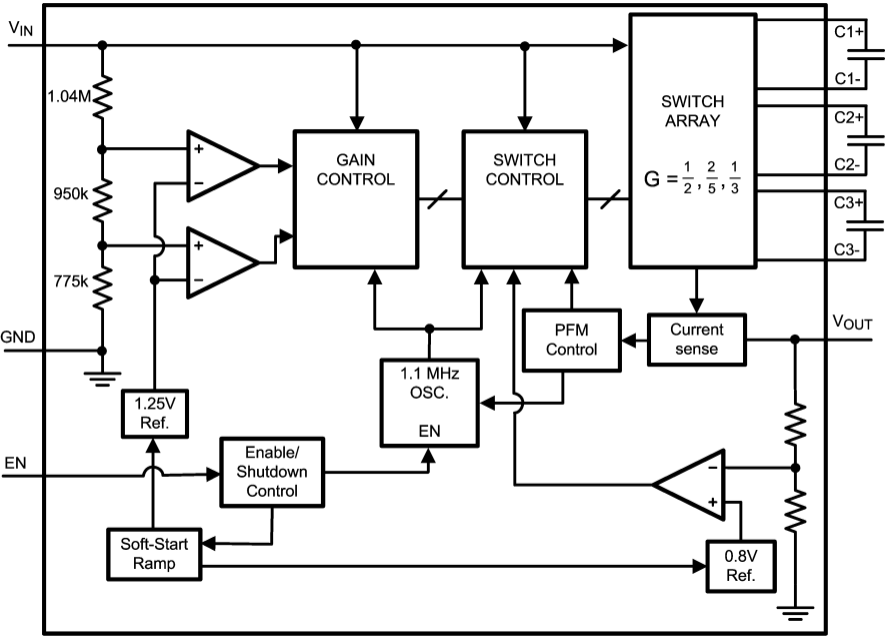 VIN
1.04M
950k
775k
GND
EN
+
−
+
−
GAIN
CONTROL
SWITCH
CONTROL
SWITCH
ARRAY
G = 1/2, 2/5, 1/3
C1+
C1-
C2+
C2-
C3+
C3-
VOUT
PFM
Control
Current
sense
1.1 MHz
OSC.
EN
1.25V
Ref.
Enable/
Shutdown
Control
Soft-Start
Ramp
−
+
0.8V
Ref.